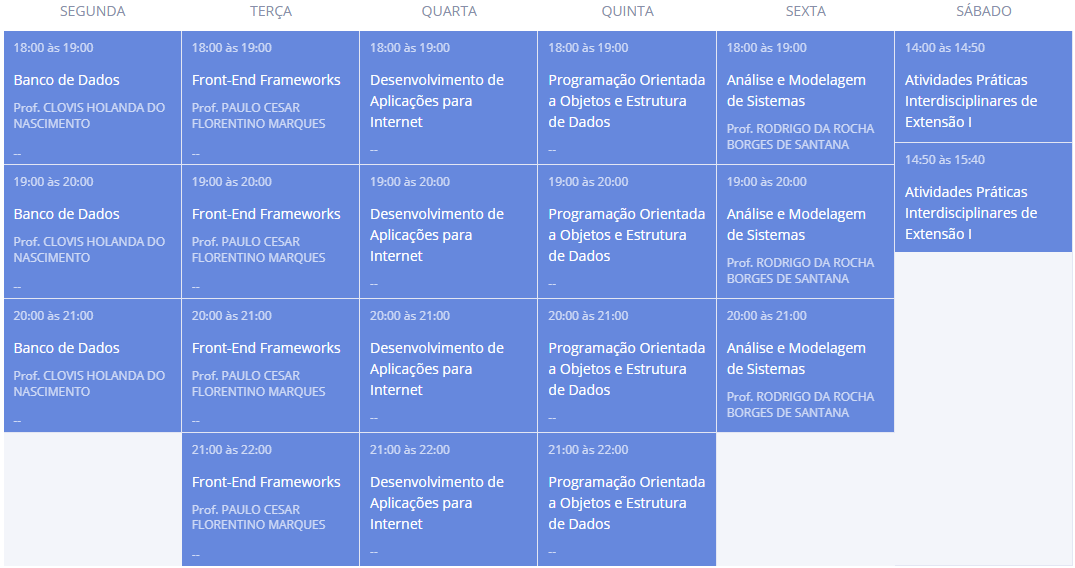 SEGUNDA
TERÇA
QUARTA
QUINTA
SEXTA
SÁBADO
18:00 às 19:00
Banco de Dados
Prof. CLOVIS HOLANDA DO
NASCIMENTO
--
18:00 às 19:00
Front-End Frameworks
Prof. PAULO CESAR
FLORENTINO MARQUES
--
18:00 às 19:00
Desenvolvimento de
Aplicações para
Internet
--
18:00 às 19:00
Programação Orientada
a Objetos e Estrutura
de Dados
--
18:00 às 19:00
Análise e Modelagem
de Sistemas
Prof. RODRIGO DA ROCHA
BORGES DE SANTANA
14:00 às 14:50
Atividades Práticas
Interdisciplinares de
Extensão I
14:50 às 15:40
Atividades Práticas
Interdisciplinares de
Extensão I
19:00 às 20:00
Banco de Dados
Prof. CLOVIS HOLANDA DO
NASCIMENTO
--
19:00 às 20:00
Front-End Frameworks
Prof. PAULO CESAR
FLORENTINO MARQUES
--
19:00 às 20:00
Desenvolvimento de
Aplicações para
Internet
--
19:00 às 20:00
Programação Orientada
a Objetos e Estrutura
de Dados
--
19:00 às 20:00
Análise e Modelagem
de Sistemas
Prof. RODRIGO DA ROCHA
BORGES DE SANTANA
20:00 às 21:00
Banco de Dados
Prof. CLOVIS HOLANDA DO
NASCIMENTO
--
20:00 às 21:00
Front-End Frameworks
Prof. PAULO CESAR
FLORENTINO MARQUES
--
20:00 às 21:00
Desenvolvimento de
Aplicações para
Internet
--
20:00 às 21:00
Programação Orientada
a Objetos e Estrutura
de Dados
--
20:00 às 21:00
Análise e Modelagem
de Sistemas
Prof. RODRIGO DA ROCHA
BORGES DE SANTANA
21:00 às 22:00
Front-End Frameworks
Prof. PAULO CESAR
FLORENTINO MARQUES
--
21:00 às 22:00
Desenvolvimento de
Aplicações para
Internet
--
21:00 às 22:00
Programação Orientada
a Objetos e Estrutura
de Dados
--